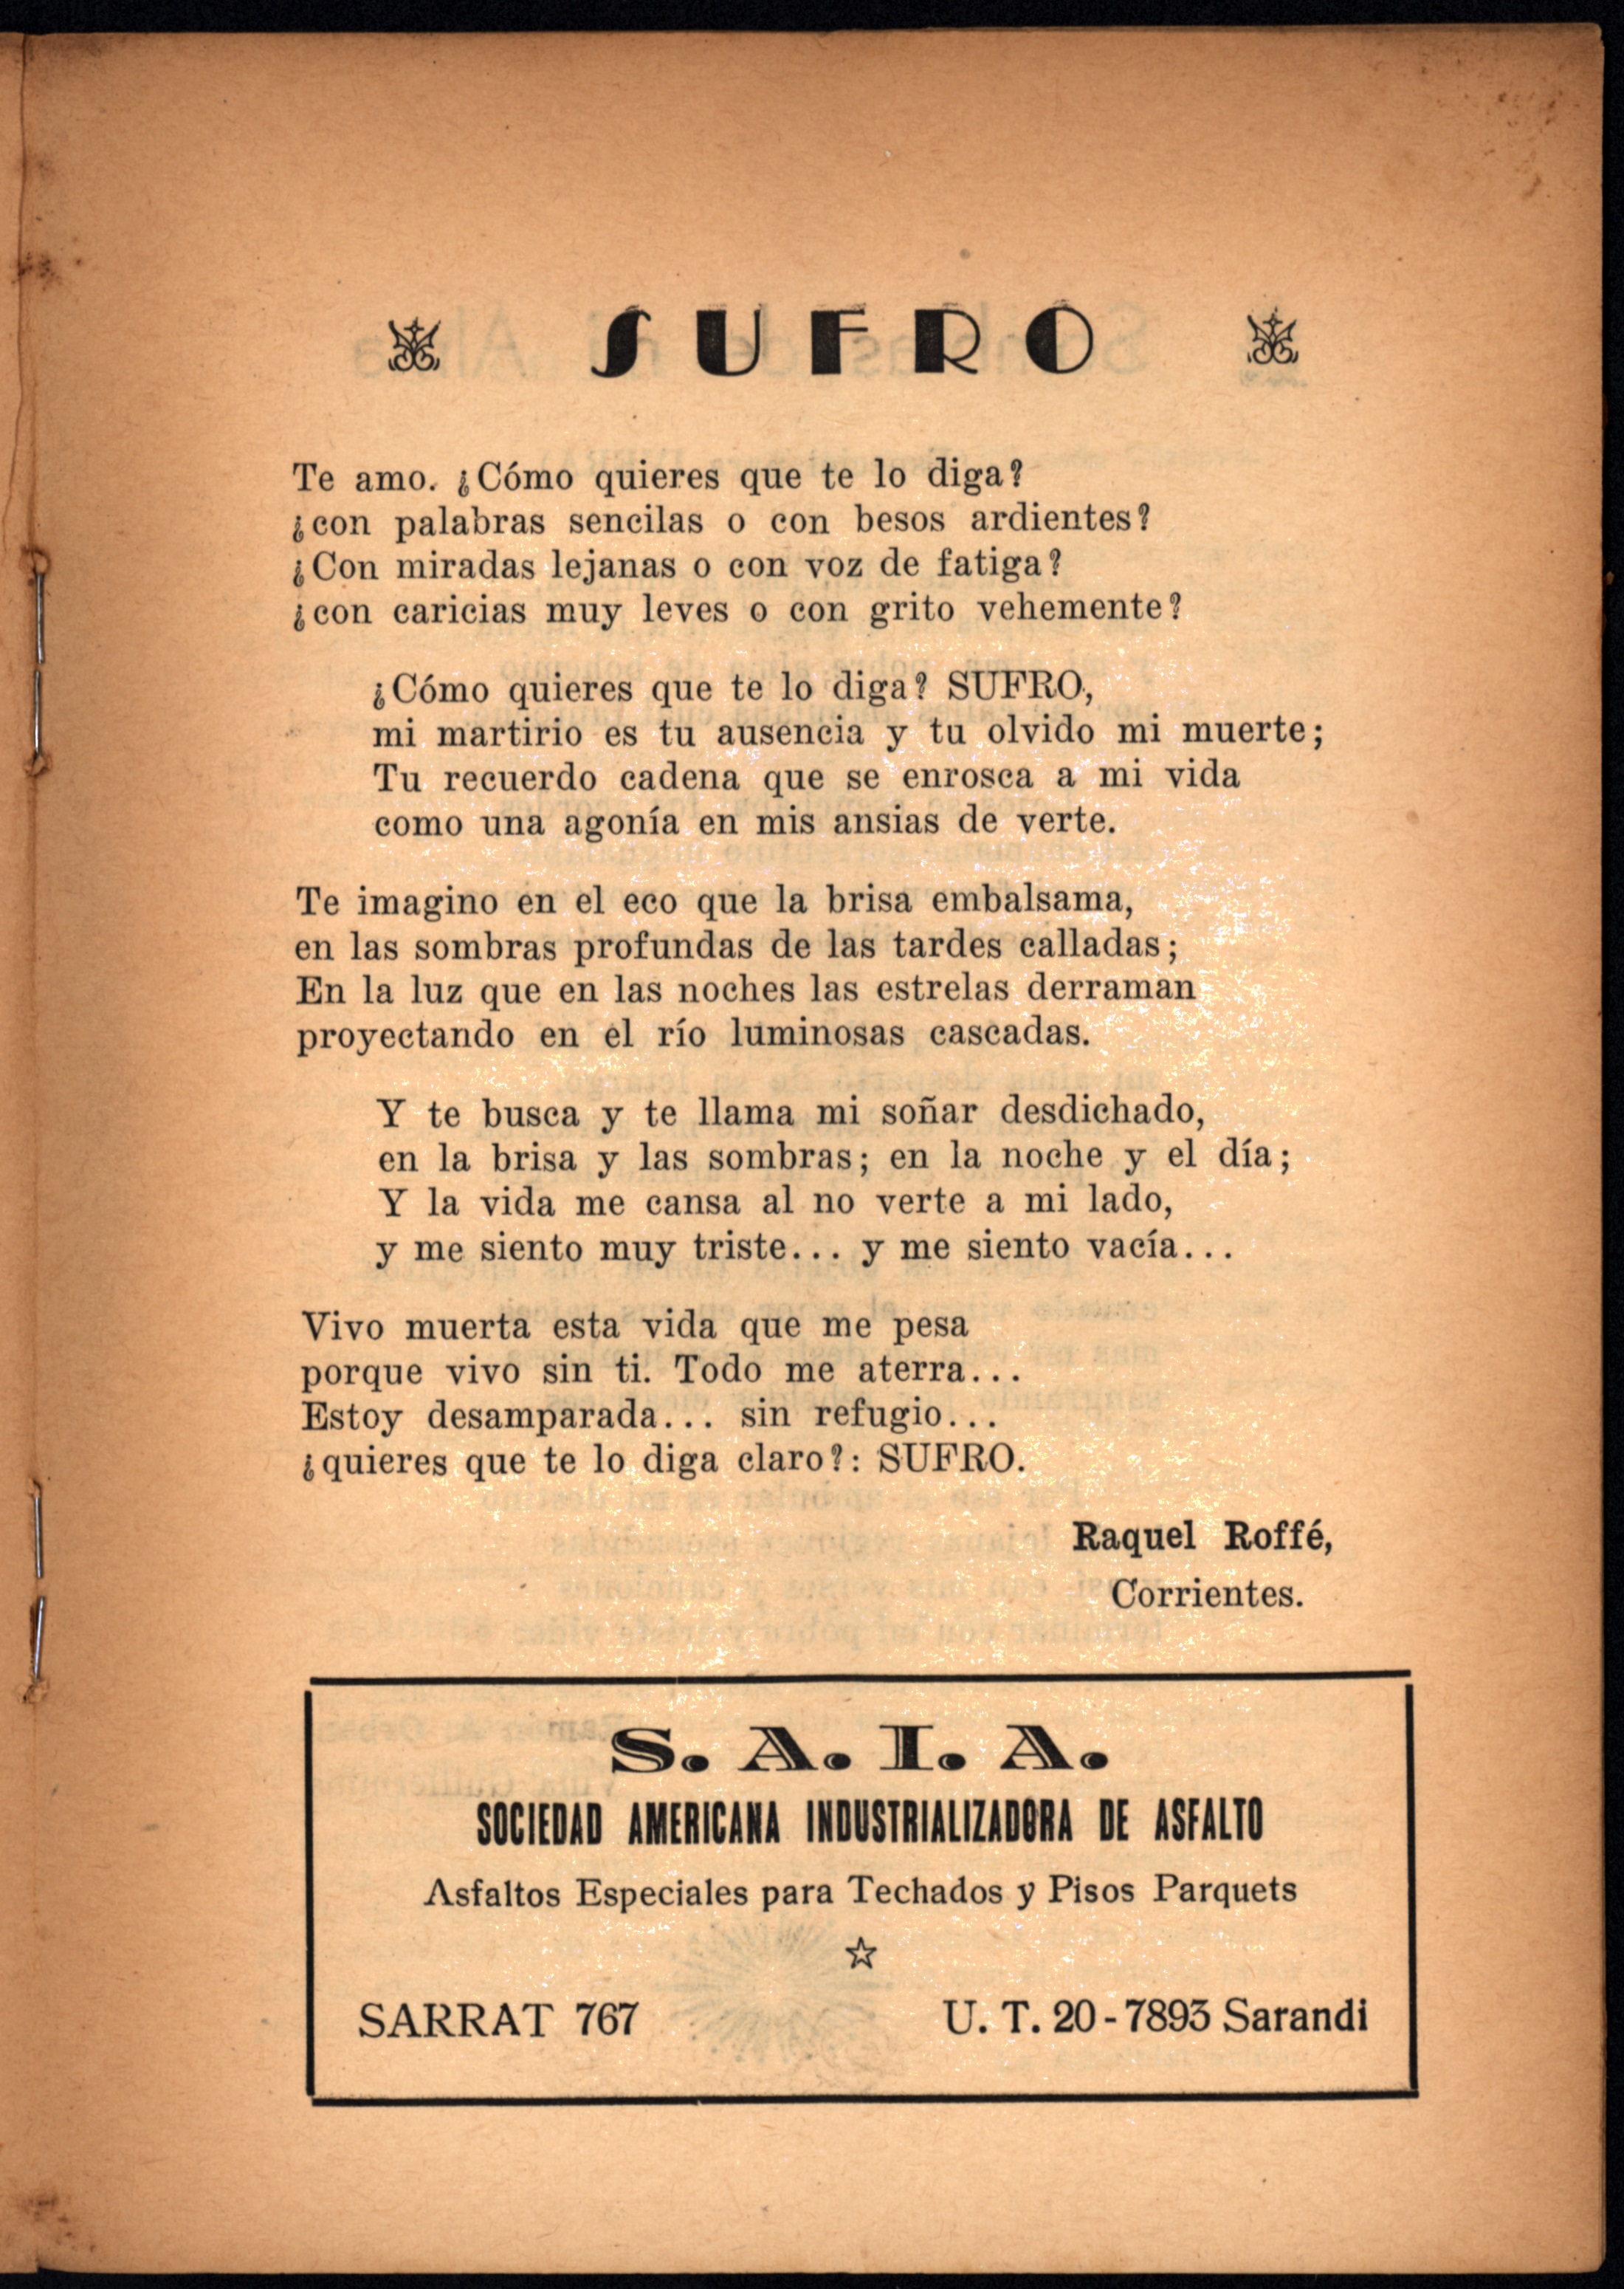 SUFRO
Te amo. ¿Cómo quieres que te lo diga?
¿con palabras sencilas o con besos ardientes?
¿Con miradas lejanas o con voz de fatiga?
¿con caricias muy leves o con grito vehemente?
¿Cómo quieres que te lo diga? SUFRO,
mi martirio es tu ausencia y tu olvido mi muerte;
Tu recuerdo cadena que se enrosca a mi vida
como una agonía en mis ansias de verte.
Te imagino en el eco que la brisa embalsama,
en las sombras profundas de las tardes calladas;
En la luz que en las noches las estrelas derraman
proyectando en el río luminosas cascadas.
Y te busca y te llama mi soñar desdichado,
en la brisa y las sombras; en la noche y el día;
Y la vida me cansa al no verte a mi lado,
y me siento muy triste... y me siento vacía...
Vivo muerta esta vida que me pesa
porque vivo sin ti. Todo me aterra...
Estoy desamparada... sin refugio...
¿quieres que te lo diga claro?: SUFRO.
Raquel Roffé,
Corrientes.
S. A. I. A.
SOCIEDAD AMERICANA INDUSTRIALIZADORA DE ASFALTO
Asfaltos Especiales para Techados y Pisos Parquets
SARRAT 767
U. T. 20-7893 Sarandi